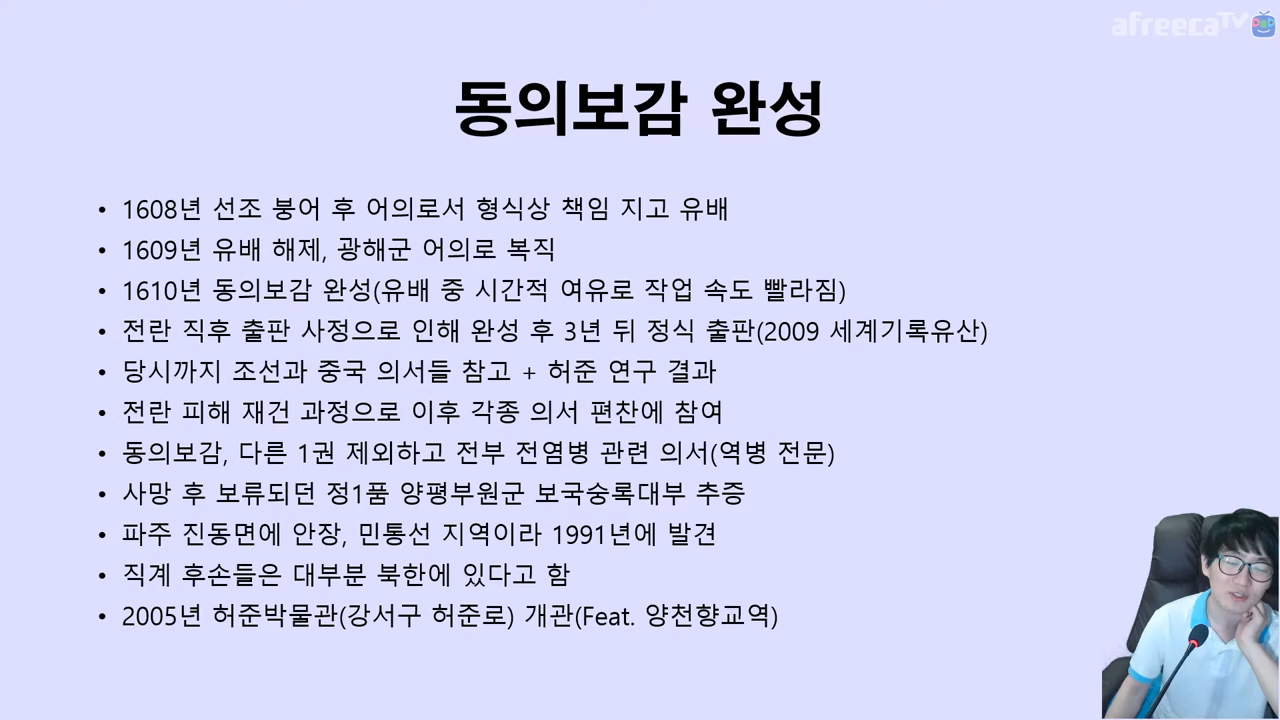 afreecaTV
동의보감 완성
• 1608년 선조 붕어 후 어의로서 형식상 책임 지고 유배
• 1609년 유배 해제, 광해군 어의로 복직
• 1610년 동의보감 완성(유배 중 시간적 여유로 작업 속도 빨라짐)
• 전란 직후 출판 사정으로 인해 완성 후 3년 뒤 정식 출판(2009 세계기록유산)
• 당시까지 조선과 중국 의서들 참고 + 허준 연구 결과
• 전란 피해 재건 과정으로 이후 각종 의서 편찬에 참여
• 동의보감, 다른 1권 제외하고 전부 전염병 관련 의서(역병 전문)
• 사망 후 보류되던 정1품 양평부원군 보국숭록대부 추증
• 파주 진동면에 안장, 민통선 지역이라 1991년에 발견
• 직계 후손들은 대부분 북한에 있다고 함
• 2005년 허준박물관(강서구 허준로) 개관(Feat. 양천향교역)